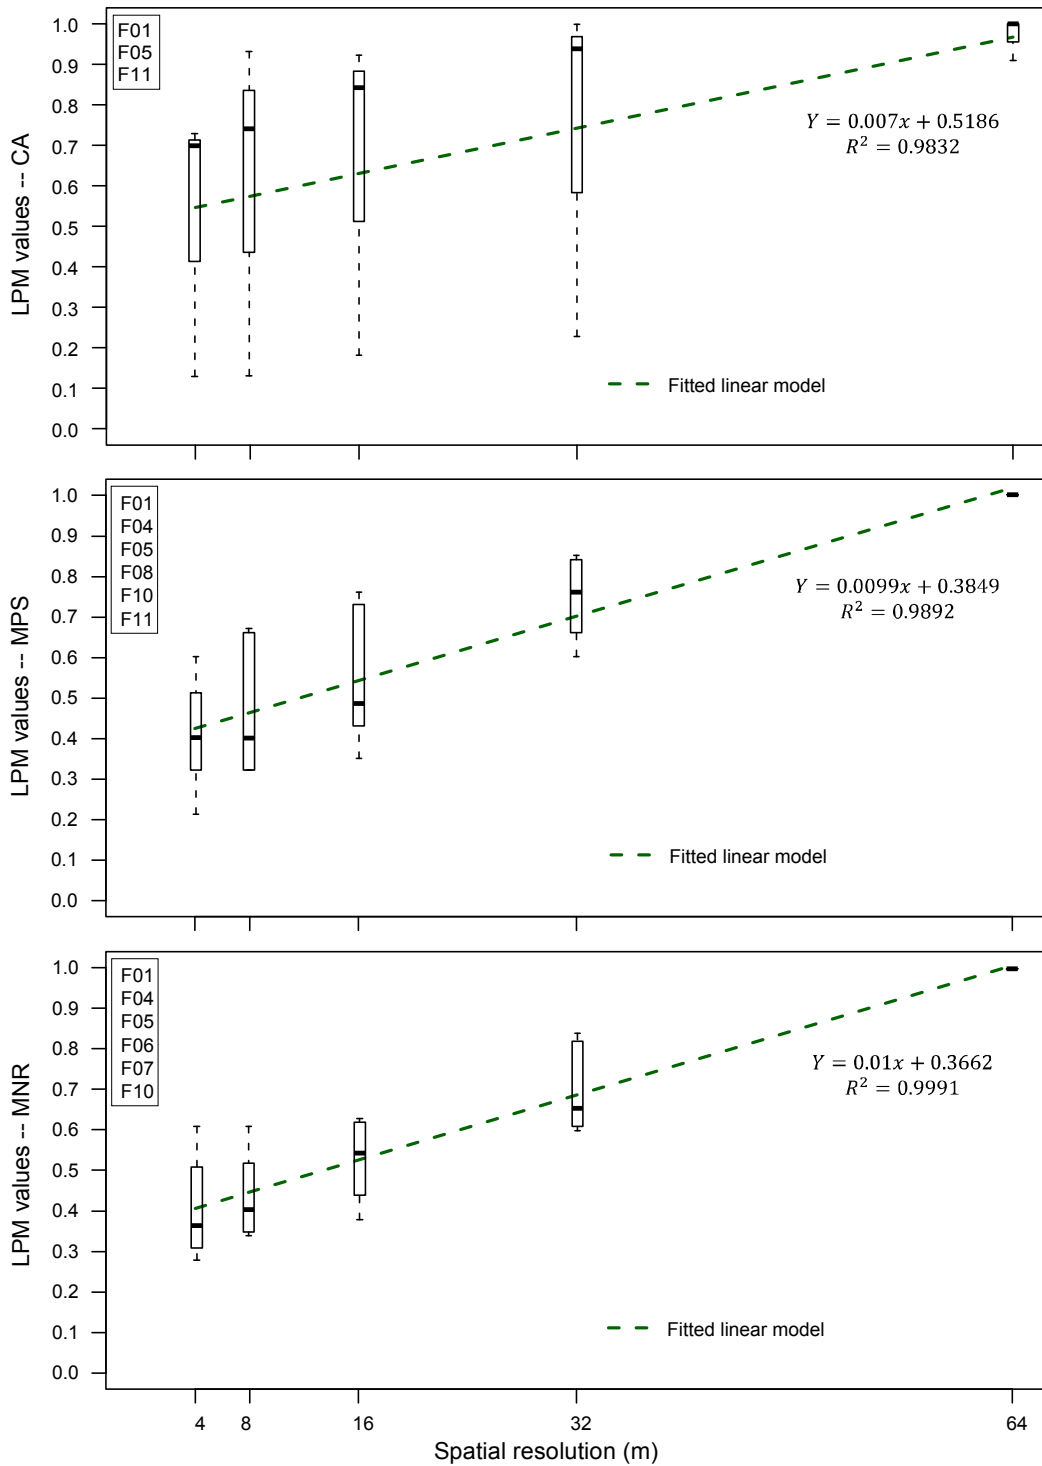 LPM values -- CA
1.0
0.9
0.8
0.7
0.6
0.5
0.4
0.3
0.2
0.1
0.0
F01
F05
F11
Y = 0.007x + 0.5186
R² = 0.9832
Fitted linear model
LPM values -- MPS
1.0
0.9
0.8
0.7
0.6
0.5
0.4
0.3
0.2
0.1
0.0
F01
F04
F05
F08
F10
F11
Y = 0.0099x + 0.3849
R² = 0.9892
Fitted linear model
LPM values -- MNR
1.0
0.9
0.8
0.7
0.6
0.5
0.4
0.3
0.2
0.1
0.0
F01
F04
F05
F06
F07
F10
Y = 0.01x + 0.3662
R² = 0.9991
Fitted linear model
4 8 16 32 64
Spatial resolution (m)